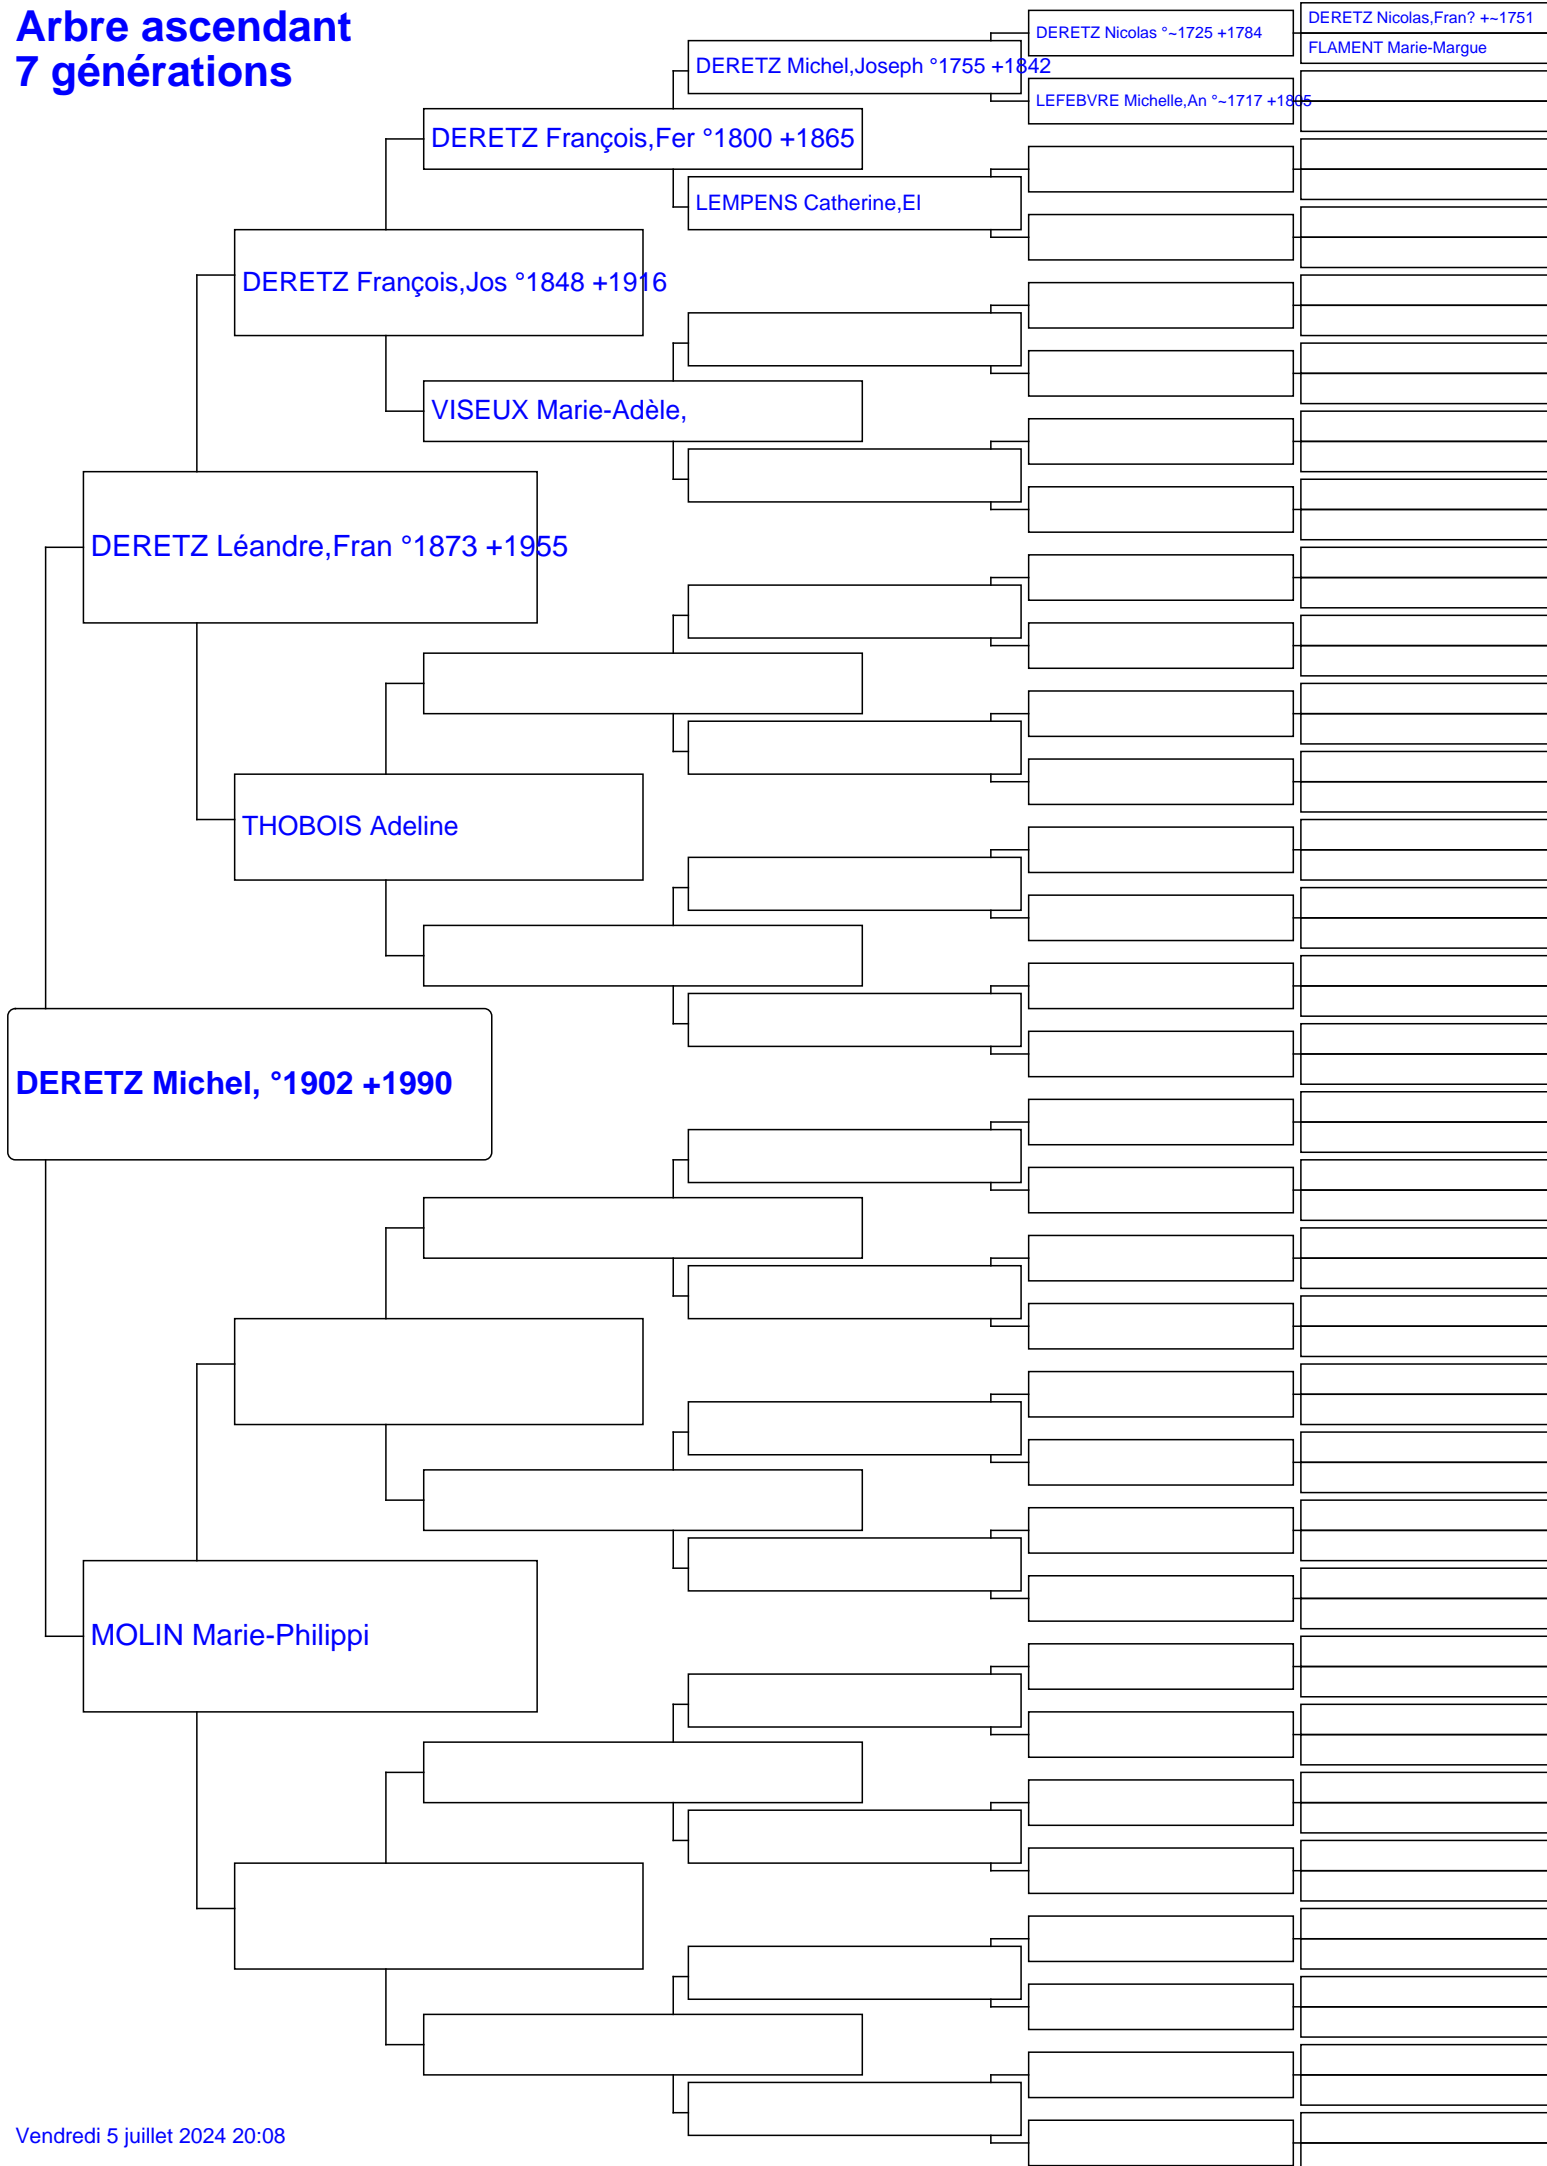 Arbre ascendant
7 générations
DERETZ Nicolas,Fran? +~1751
DERETZ Nicolas °~1725 +1784
FLAMENT Marie-Margue
DERETZ Michel,Joseph °1755 +1842
LEFEBVRE Michelle,An °~1717 +1805
DERETZ François,Fer °1800 +1865
LEMPENS Catherine,El
DERETZ François,Jos °1848 +1916
VISEUX Marie-Adèle,
DERETZ Léandre,Fran °1873 +1955
THOBOIS Adeline
DERETZ Michel, °1902 +1990
MOLIN Marie-Philippi
Vendredi 5 juillet 2024 20:08